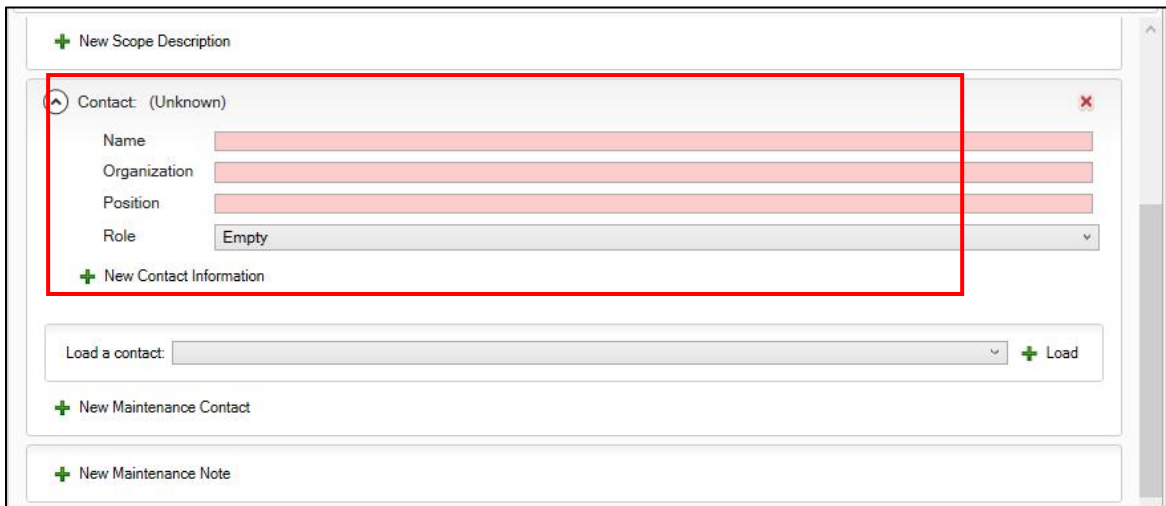 New Scope Description
Contact: (Unknown)
Name
Organization
Position
Role Empty
New Contact Information
Load a contact: Load
New Maintenance Contact
New Maintenance Note